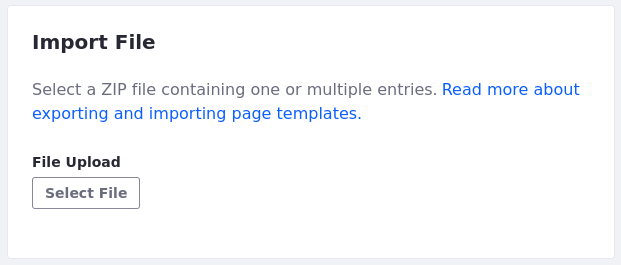 Import File
Select a ZIP file containing one or multiple entries. Read more about
exporting and importing page templates.
File Upload
Select File